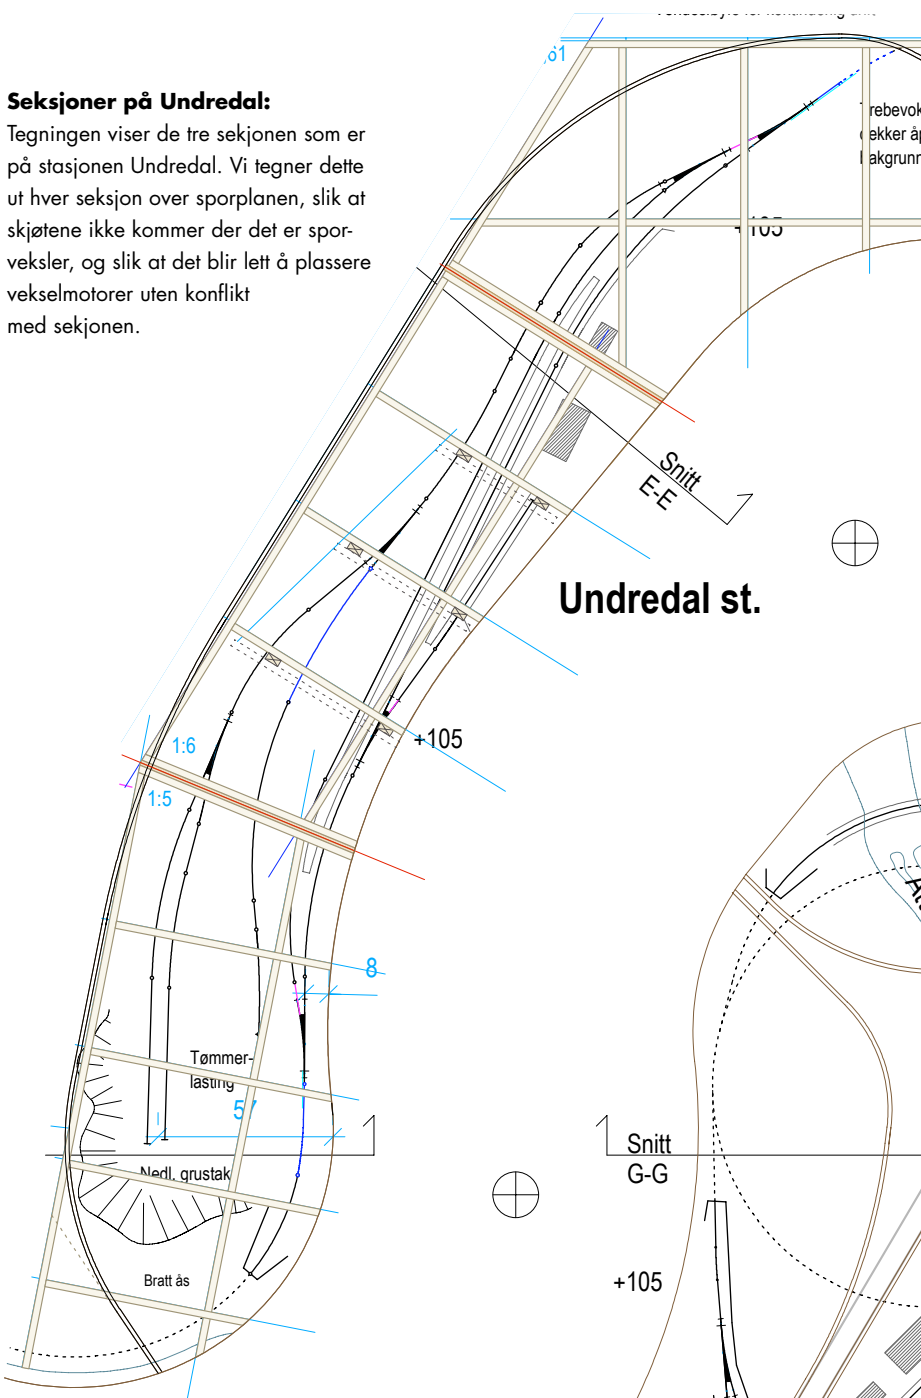 Seksjoner på Undredal:
Tegningen viser de tre sekjonen som er
på stasjonen Undredal. Vi tegner dette
ut hver seksjon over sporplanen, slik at
skjøtene ikke kommer der det er spor-
veksler, og slik at det blir lett å plassere
vekselmotorer uten konflikt
med sekjonen.
61
+105
Snitt
E-E
Undredal st.
+105
1:6
1:5
8
Tømmer-
lasting
57
Nedl. grustak
Bratt ås
Snitt
G-G
+105